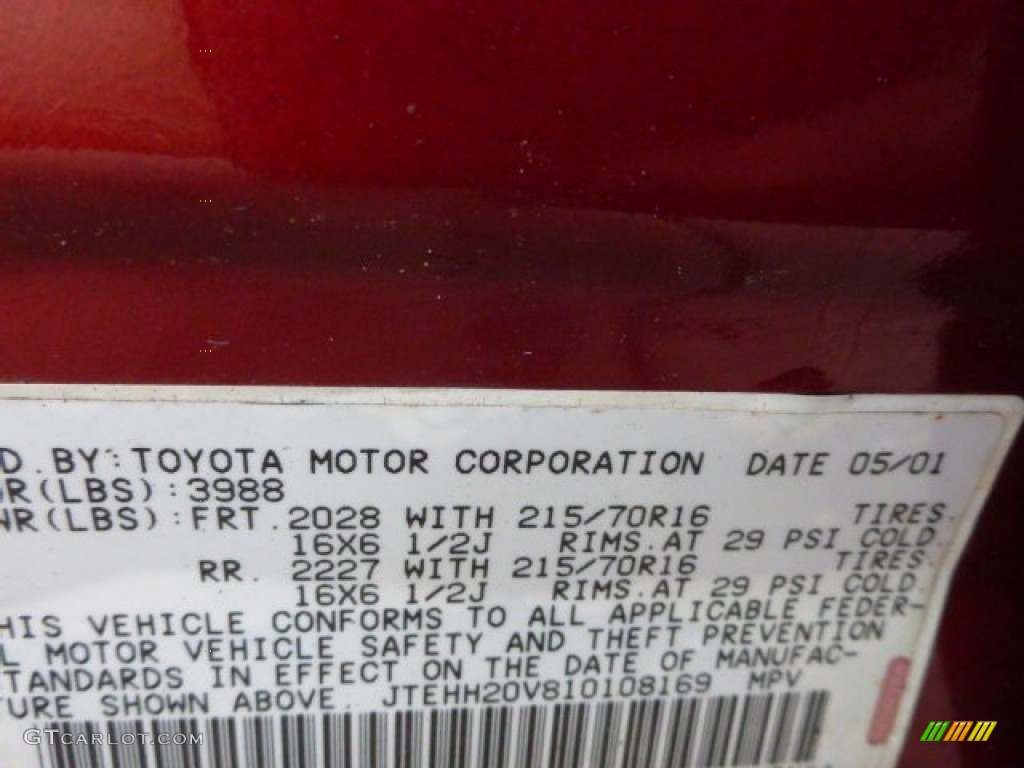 D. BY: TOYOTA MOTOR CORPORATION DATE 05/01
R(LBS): 3988
WR(LBS): FRT. 2028 WITH 215/70R16 TIRES.
16X6 1/2J RIMS. AT 29 PSI COLD.
RR. 2227 WITH 215/70R16 TIRES.
16X6 1/2J RIMS. AT 29 PSI COLD.
HIS VEHICLE CONFORMS TO ALL APPLICABLE FEDER-
L MOTOR VEHICLE SAFETY AND THEFT PREVENTION
TANDARDS IN EFFECT ON THE DATE OF MANUFAC-
TURE SHOWN ABOVE. JTEHH20V810108169 MPV
GTCARLOT.COM